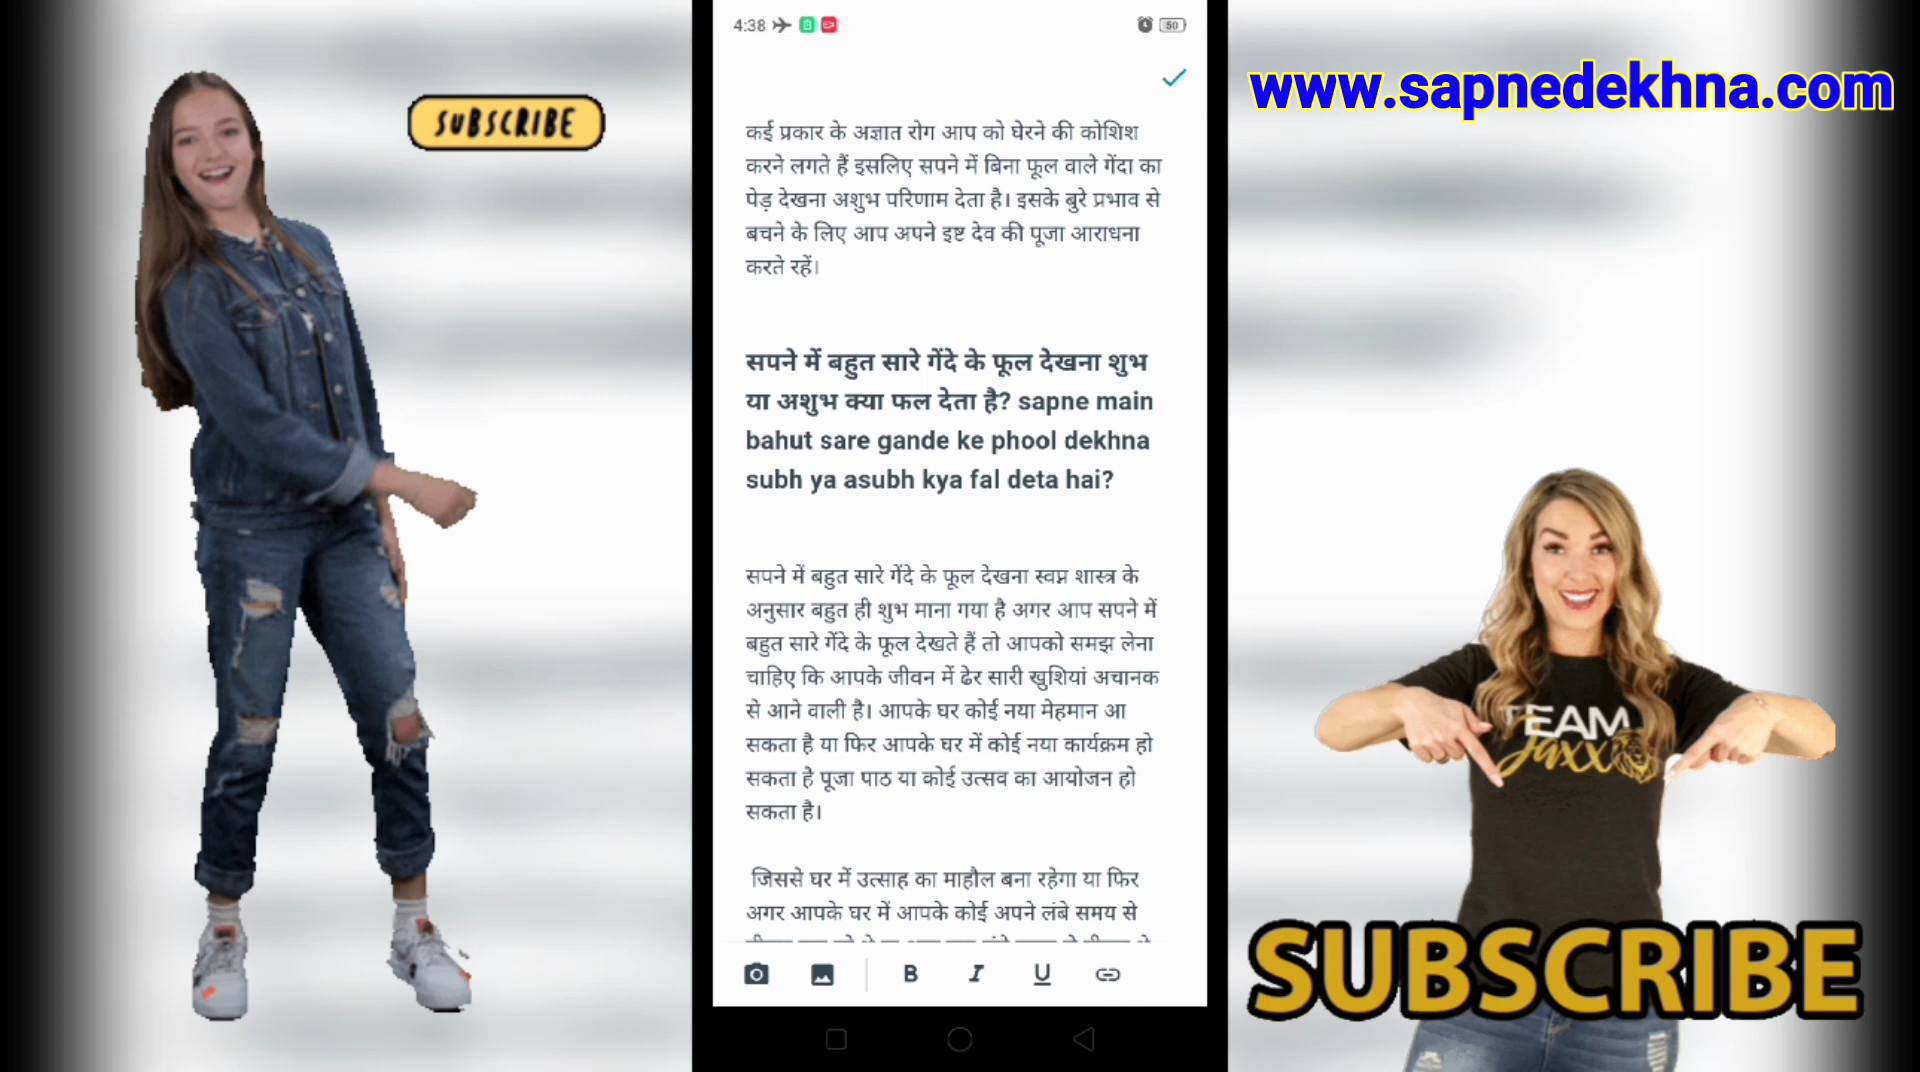 4:38
50
SUBSCRIBE
www.sapnedekhna.com
कई प्रकार के अज्ञात रोग आप को घेरने की कोशिश
करने लगते हैं इसलिए सपने में बिना फूल वाले गेंदा का
पेड़ देखना अशुभ परिणाम देता है। इसके बुरे प्रभाव से
बचने के लिए आप अपने इष्ट देव की पूजा आराधना
करते रहें।
सपने में बहुत सारे गेंदे के फूल देखना शुभ
या अशुभ क्या फल देता है? sapne main
bahut sare gande ke phool dekhna
subh ya asubh kya fal deta hai?
सपने में बहुत सारे गेंदे के फूल देखना स्वप्न शास्त्र के
अनुसार बहुत ही शुभ माना गया है अगर आप सपने में
बहुत सारे गेंदे के फूल देखते हैं तो आपको समझ लेना
चाहिए कि आपके जीवन में ढेर सारी खुशियां अचानक
से आने वाली है। आपके घर कोई नया मेहमान आ
सकता है या फिर आपके घर में कोई नया कार्यक्रम हो
सकता है पूजा पाठ या कोई उत्सव का आयोजन हो
सकता है।
जिससे घर में उत्साह का माहौल बना रहेगा या फिर
अगर आपके घर में आपके कोई अपने लंबे समय से
B I U
TEAM
Jaxx
SUBSCRIBE